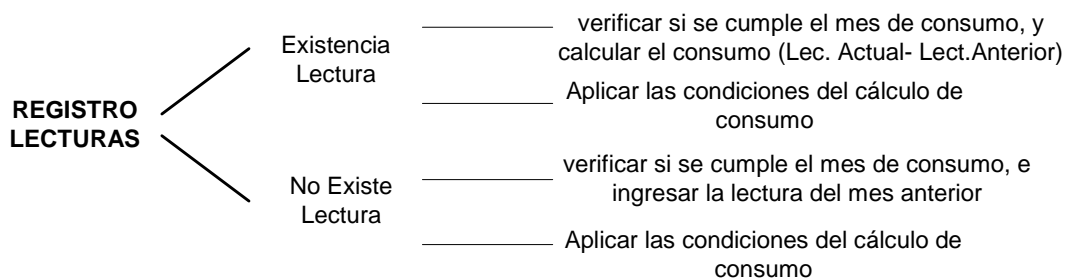 REGISTRO
LECTURAS
Existencia
Lectura
verificar si se cumple el mes de consumo, y
calcular el consumo (Lec. Actual- Lect.Anterior)
Aplicar las condiciones del cálculo de
consumo
No Existe
Lectura
verificar si se cumple el mes de consumo, e
ingresar la lectura del mes anterior
Aplicar las condiciones del cálculo de
consumo